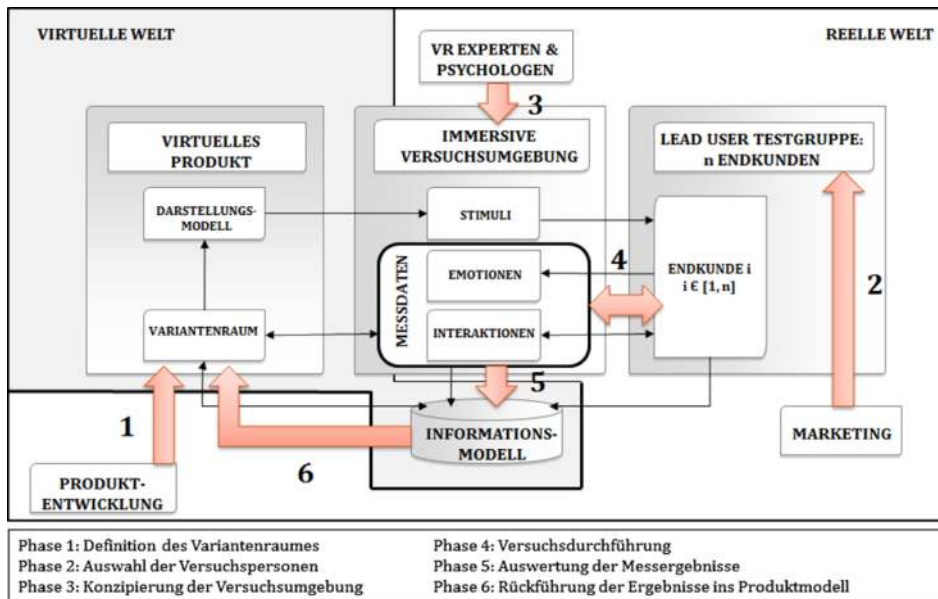 VIRTUELLE WELT
REELLE WELT
VR EXPERTEN &
PSYCHOLOGEN
3
VIRTUELLES
PRODUKT
IMMERSIVE
VERSUCHSUMGEBUNG
LEAD USER TESTGRUPPE:
n ENDKUNDEN
DARSTELLUNGS-
MODELL
STIMULI
MESSDATEN
EMOTIONEN
4
ENDKUNDE i
i € [1, n]
2
VARIANTENRAUM
INTERAKTIONEN
5
1
6
INFORMATIONS-
MODELL
MARKETING
PRODUKT-
ENTWICKLUNG
Phase 1: Definition des Variantenraumes
Phase 2: Auswahl der Versuchspersonen
Phase 3: Konzipierung der Versuchsumgebung
Phase 4: Versuchsdurchführung
Phase 5: Auswertung der Messergebnisse
Phase 6: Rückführung der Ergebnisse ins Produktmodell